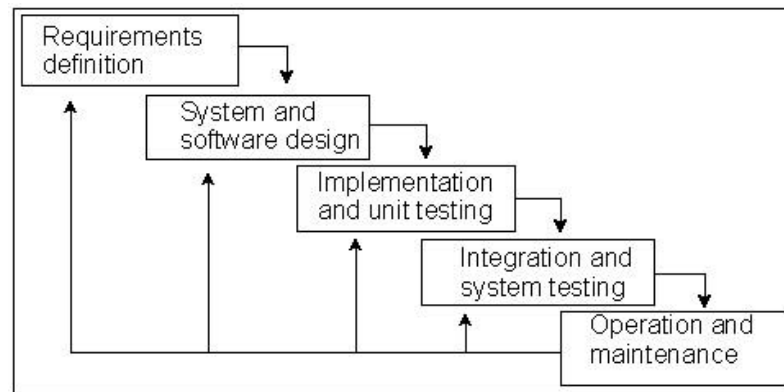 Requirements
definition
System and
software design
Implementation
and unit testing
Integration and
system testing
Operation and
maintenance